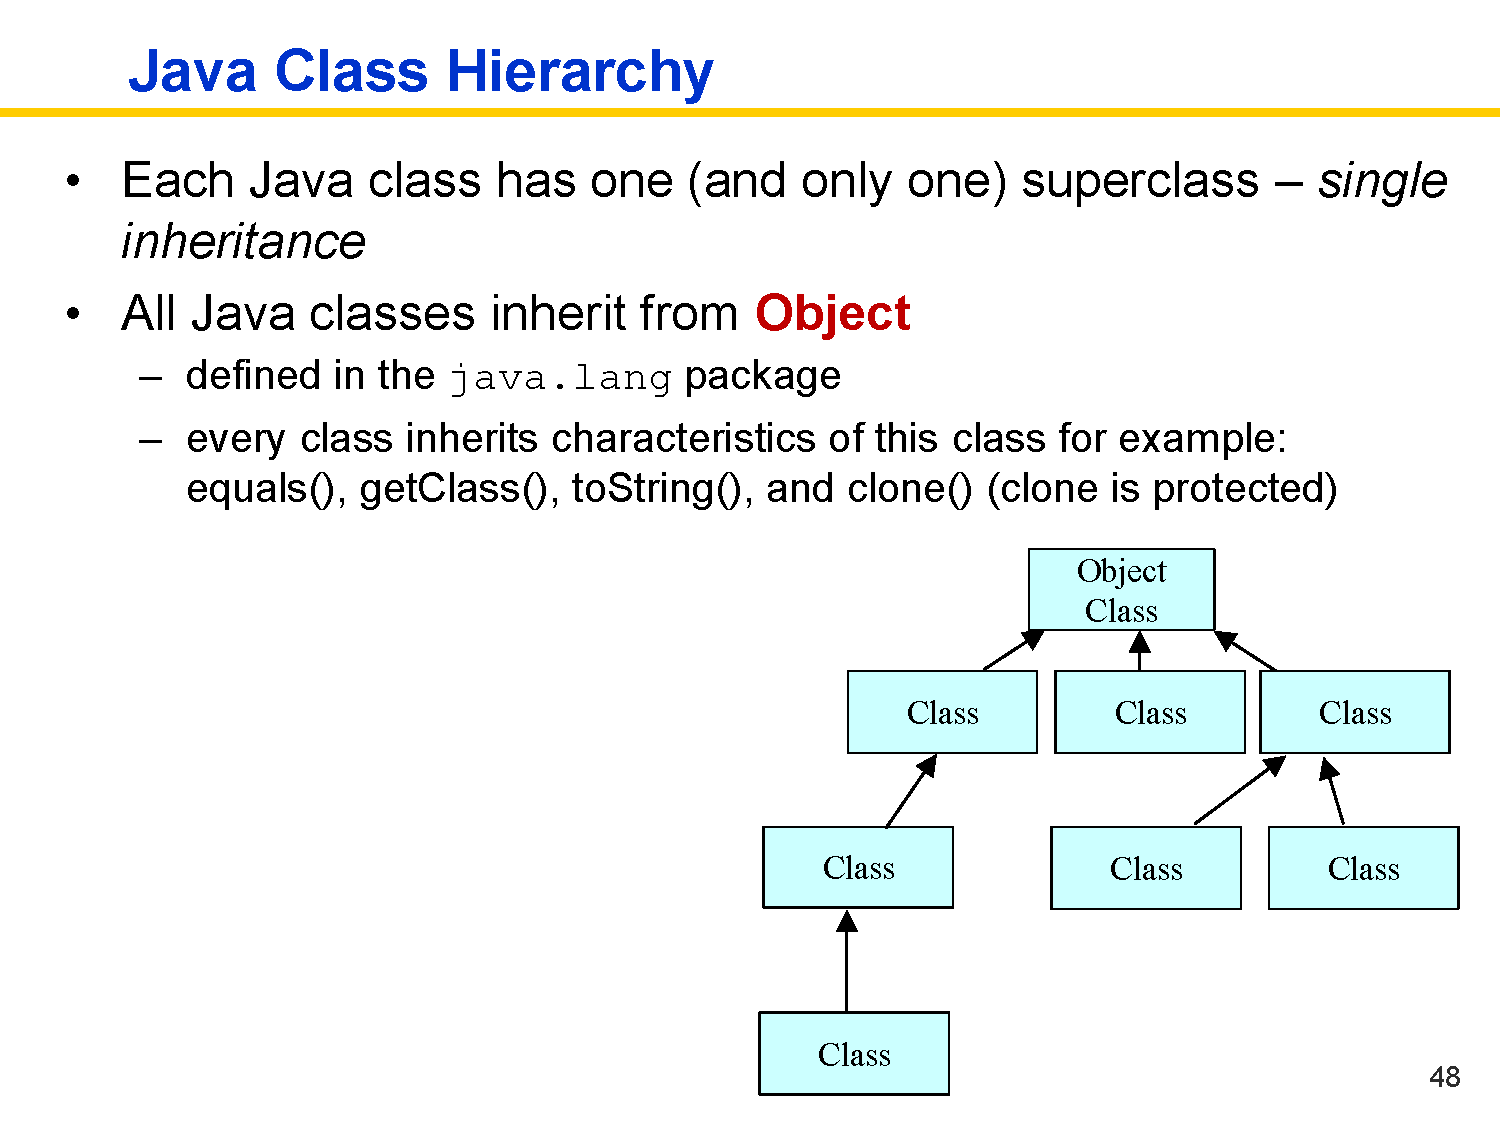 Java Class Hierarchy
• Each Java class has one (and only one) superclass – single
inheritance
• All Java classes inherit from Object
– defined in the java.lang package
– every class inherits characteristics of this class for example:
equals(), getClass(), toString(), and clone() (clone is protected)
Object
Class
Class Class Class
Class Class Class
Class
48